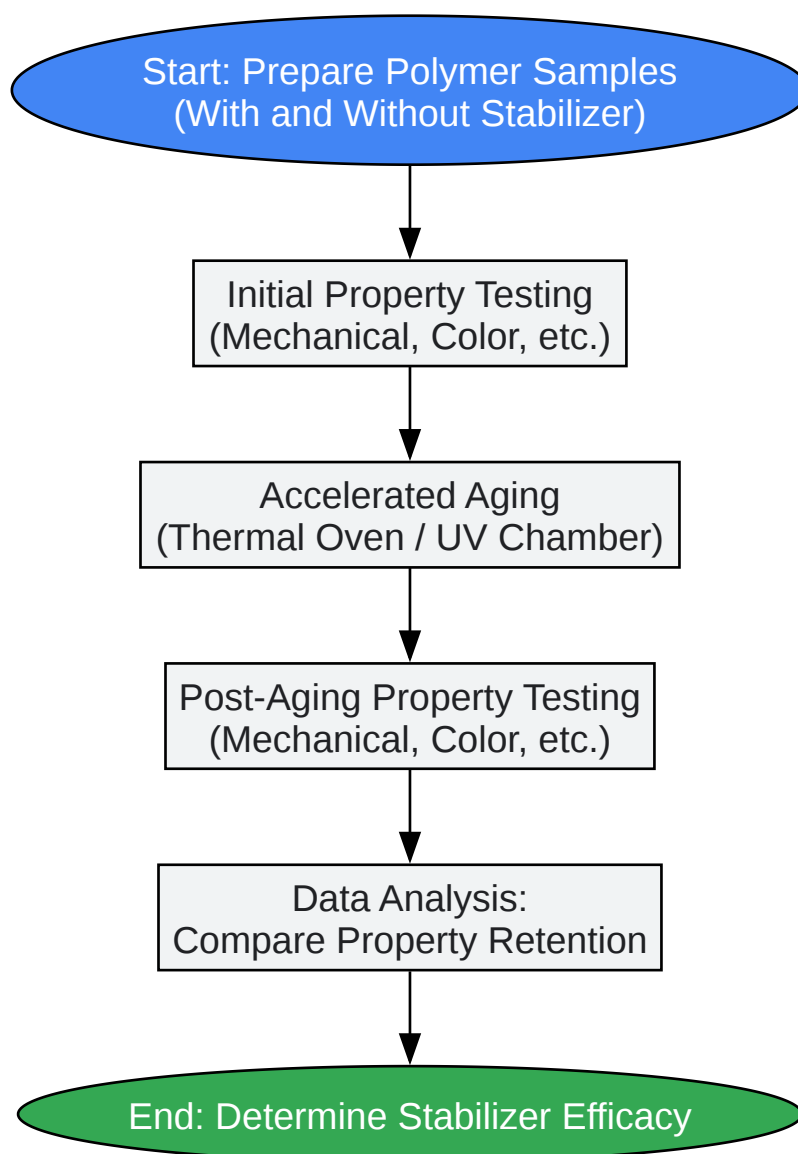 Start: Prepare Polymer Samples
(With and Without Stabilizer)
Initial Property Testing
(Mechanical, Color, etc.)
Accelerated Aging
(Thermal Oven / UV Chamber)
Post-Aging Property Testing
(Mechanical, Color, etc.)
Data Analysis:
Compare Property Retention
End: Determine Stabilizer Efficacy